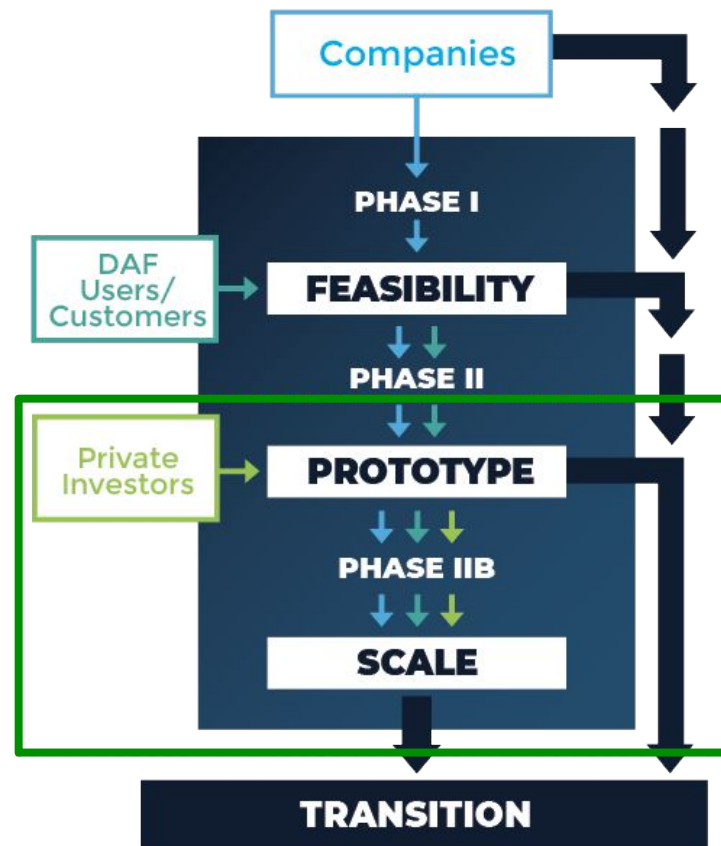 Companies
PHASE I
DAF
Users/
Customers
FEASIBILITY
PHASE II
Private
Investors
PROTOTYPE
PHASE IIB
SCALE
TRANSITION